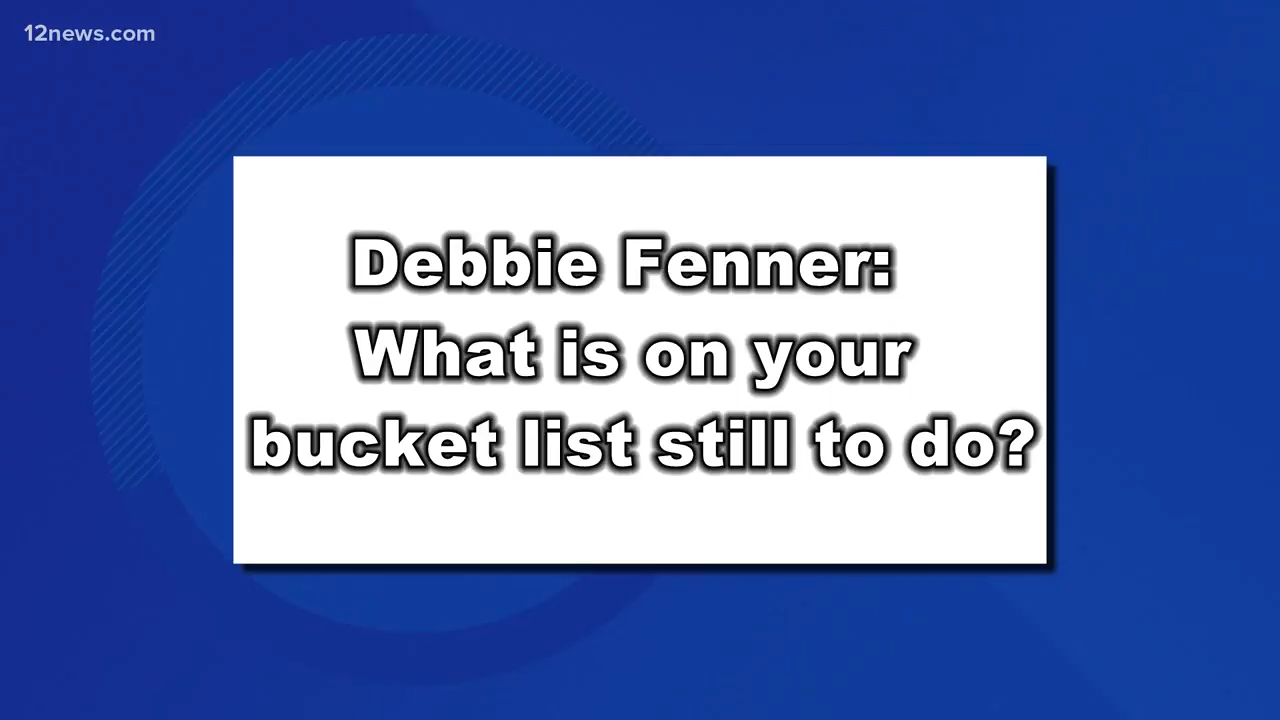 12news.com
Debbie Fenner:
What is on your
bucket list still to do?